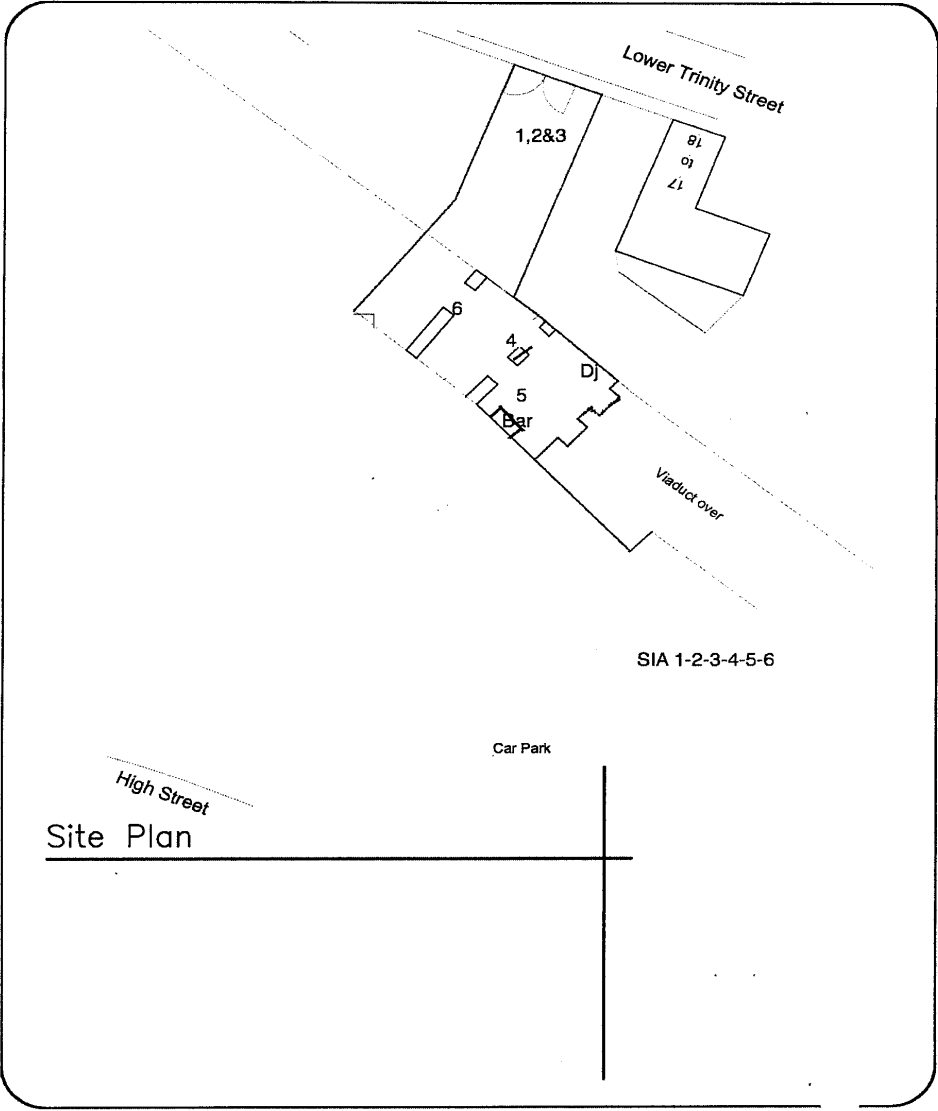 Lower Trinity Street
1,2&3
18
to
17
6
4
Dj
5
Bar
Viaduct over
SIA 1-2-3-4-5-6
Car Park
High Street
Site Plan